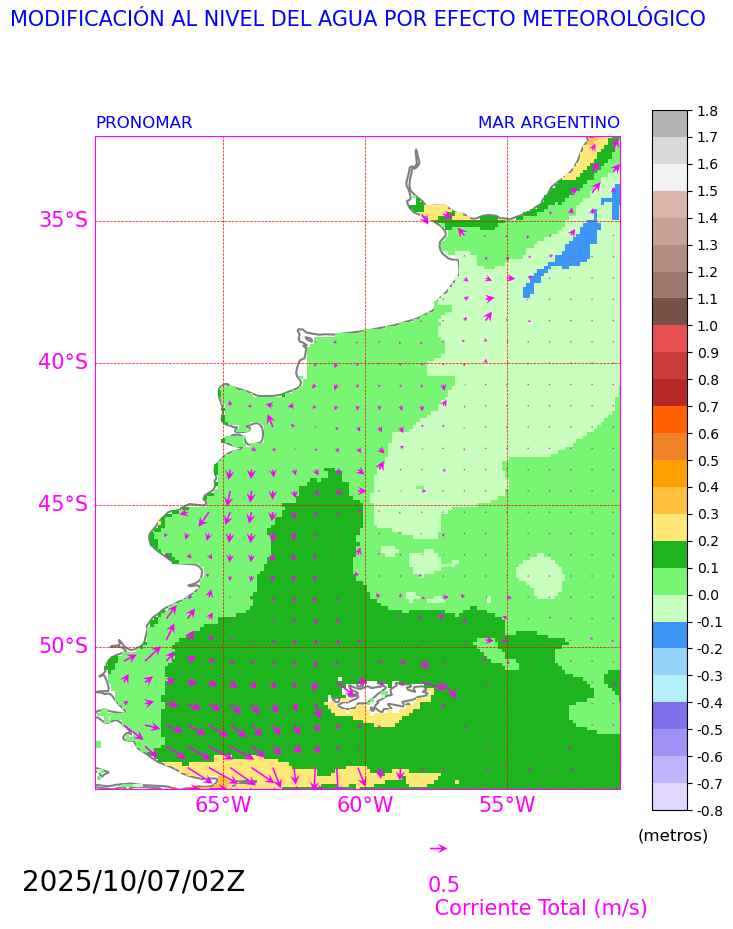 MODIFICACIÓN AL NIVEL DEL AGUA POR EFECTO METEOROLÓGICO
PRONOMAR
MAR ARGENTINO
35°S
40°S
45°S
50°S
65°W
60°W
55°W
1.8
1.7
1.6
1.5
1.4
1.3
1.2
1.1
1.0
0.9
0.8
0.7
0.6
0.5
0.4
0.3
0.2
0.1
0.0
-0.1
-0.2
-0.3
-0.4
-0.5
-0.6
-0.7
-0.8
(metros)
2025/10/07/02Z
0.5
Corriente Total (m/s)